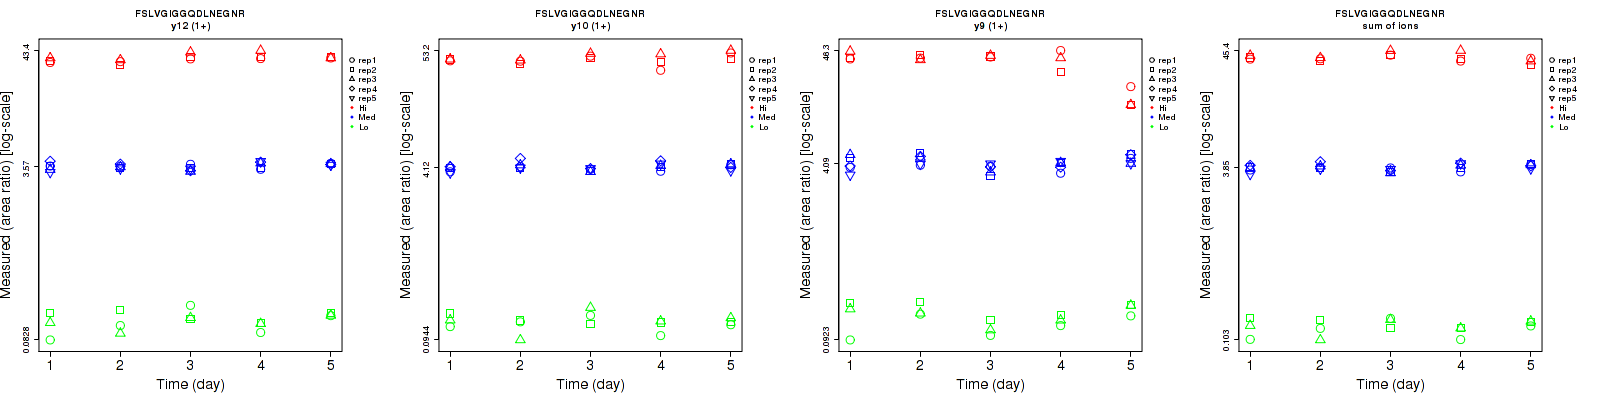 FSLVGIGGQDLNEGNR
y12 (1+)
Measured (area ratio) [log-scale]
43.4
3.57
0.0828
1 2 3 4 5
Time (day)
rep1
rep2
rep3
rep4
rep5
Hi
Med
Lo
FSLVGIGGQDLNEGNR
y10 (1+)
Measured (area ratio) [log-scale]
53.2
4.12
0.0944
1 2 3 4 5
Time (day)
rep1
rep2
rep3
rep4
rep5
Hi
Med
Lo
FSLVGIGGQDLNEGNR
y9 (1+)
Measured (area ratio) [log-scale]
46.3
4.09
0.0923
1 2 3 4 5
Time (day)
rep1
rep2
rep3
rep4
rep5
Hi
Med
Lo
FSLVGIGGQDLNEGNR
sum of ions
Measured (area ratio) [log-scale]
45.4
3.85
0.103
1 2 3 4 5
Time (day)
rep1
rep2
rep3
rep4
rep5
Hi
Med
Lo